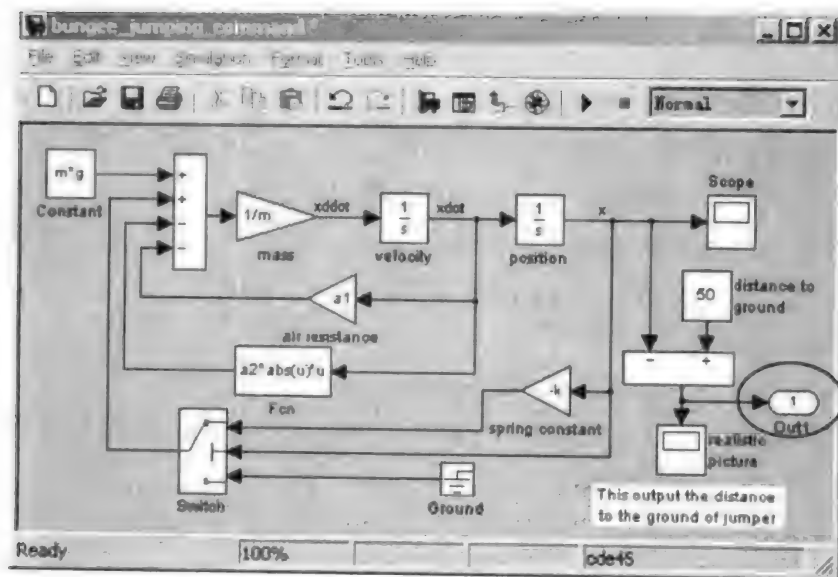 bungee_jumping_command *
File Edit View Simulation Format Tools Help
Normal
m*g
Constant
+
+
−
−
1/m
mass
xddot
1
s
velocity
xdot
1
s
position
x
Scope
a1
air resistance
50
distance to
ground
a2*abs(u)*u
Fcn
-k
spring constant
− +
1
Out1
realistic
picture
Switch
Ground
This output the distance
to the ground of jumper
Ready 100% ode45